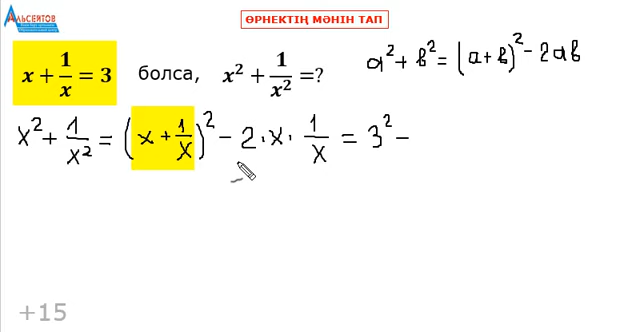 АЛЬСЕИТОВ
ӨРНЕКТІҢ МӘНІН ТАП
x + 1/x = 3 болса, x² + 1/x² =?
a² + b² = (a + b)² - 2ab
x² + 1/x² = (x + 1/x)² - 2 · x · 1/x = 3² -
+15